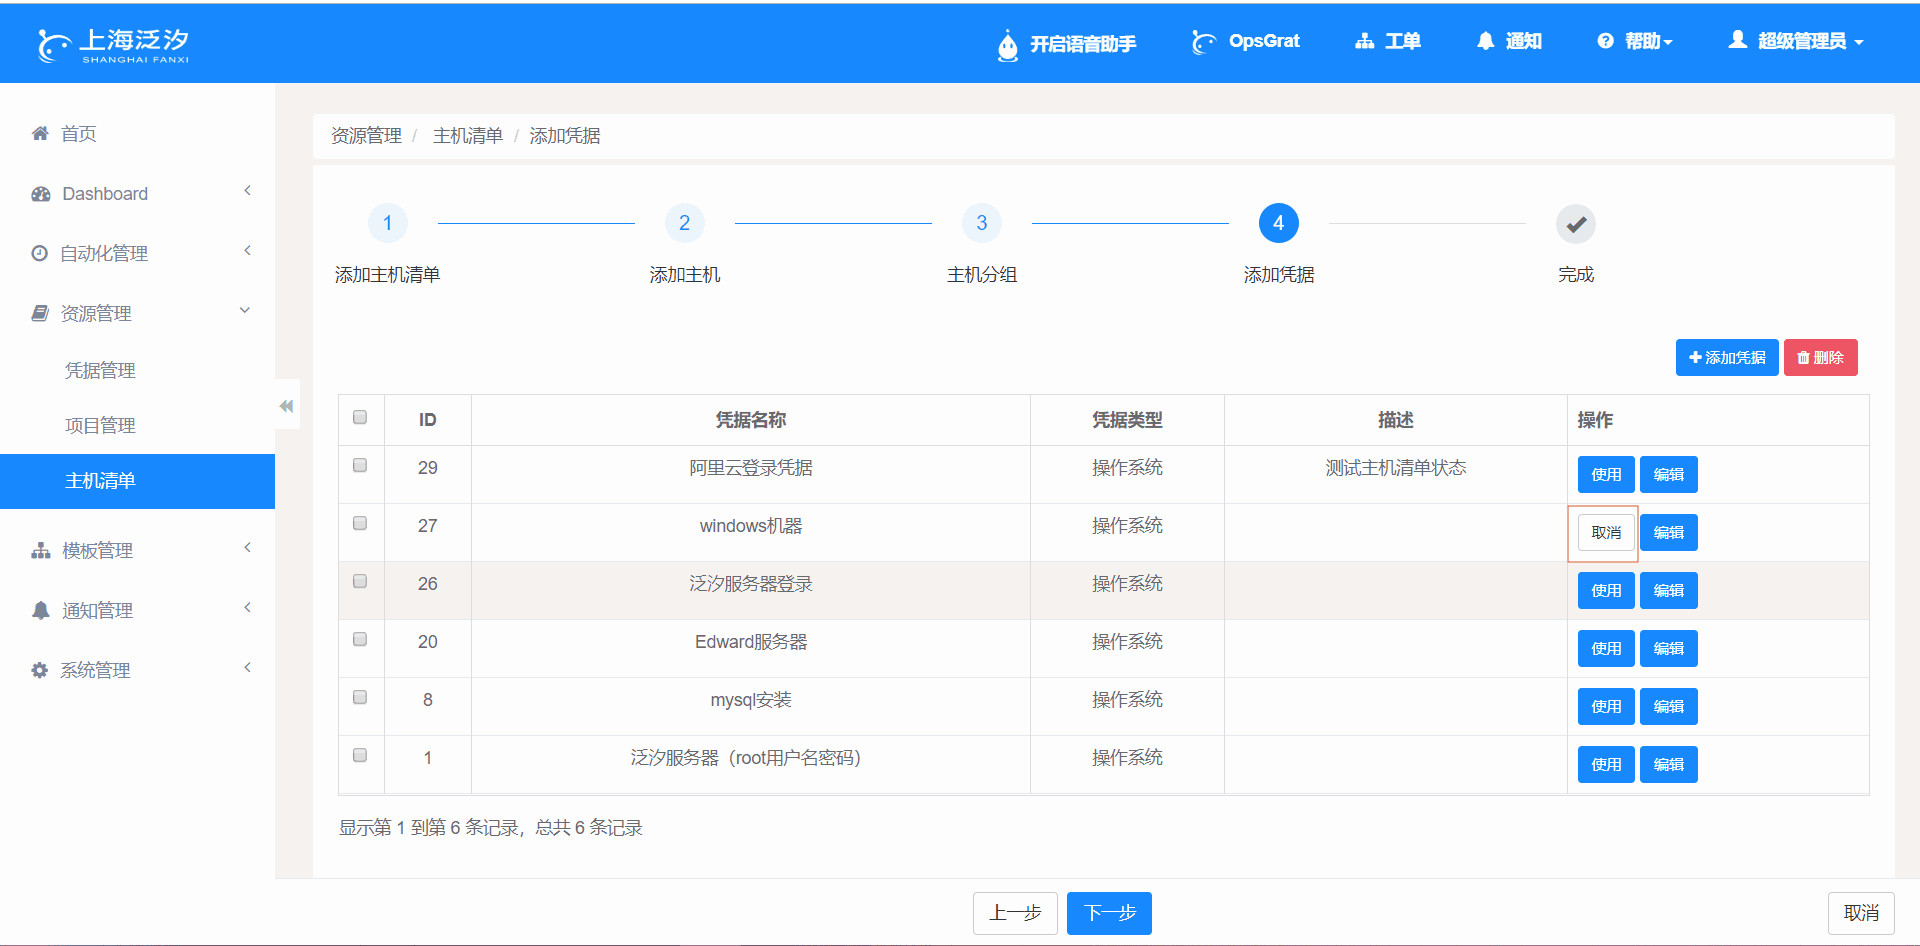 上海泛汐
SHANGHAI FANXI
开启语音助手
OpsGrat
工单
通知
帮助
超级管理员
首页
Dashboard
自动化管理
资源管理
凭据管理
项目管理
主机清单
模板管理
通知管理
系统管理
资源管理 / 主机清单 / 添加凭据
1 2 3 4
添加主机清单 添加主机 主机分组 添加凭据 完成
添加凭据 删除
ID 凭据名称 凭据类型 描述 操作
29 阿里云登录凭据 操作系统 测试主机清单状态 使用 编辑
27 windows机器 操作系统 取消 编辑
26 泛汐服务器登录 操作系统 使用 编辑
20 Edward服务器 操作系统 使用 编辑
8 mysql安装 操作系统 使用 编辑
1 泛汐服务器（root用户名密码） 操作系统 使用 编辑
显示第 1 到第 6 条记录，总共 6 条记录
上一步 下一步 取消